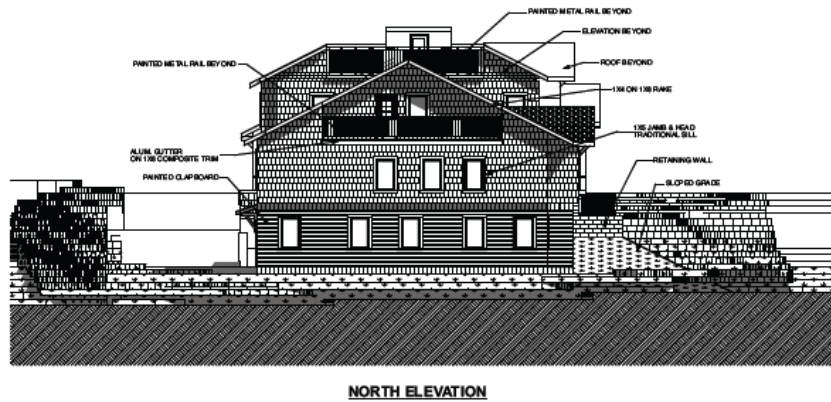 PAINTED METAL RAIL BEYOND
ELEVATION BEYOND
PAINTED METAL RAIL BEYOND
ROOF BEYOND
1X4 ON 1X8 RAKE
1X5 JAMB & HEAD
TRADITIONAL SILL
ALUM. GUTTER
ON 1X8 COMPOSITE TRIM
RETAINING WALL
PAINTED CLAPBOARD
SLOPED GRADE
NORTH ELEVATION